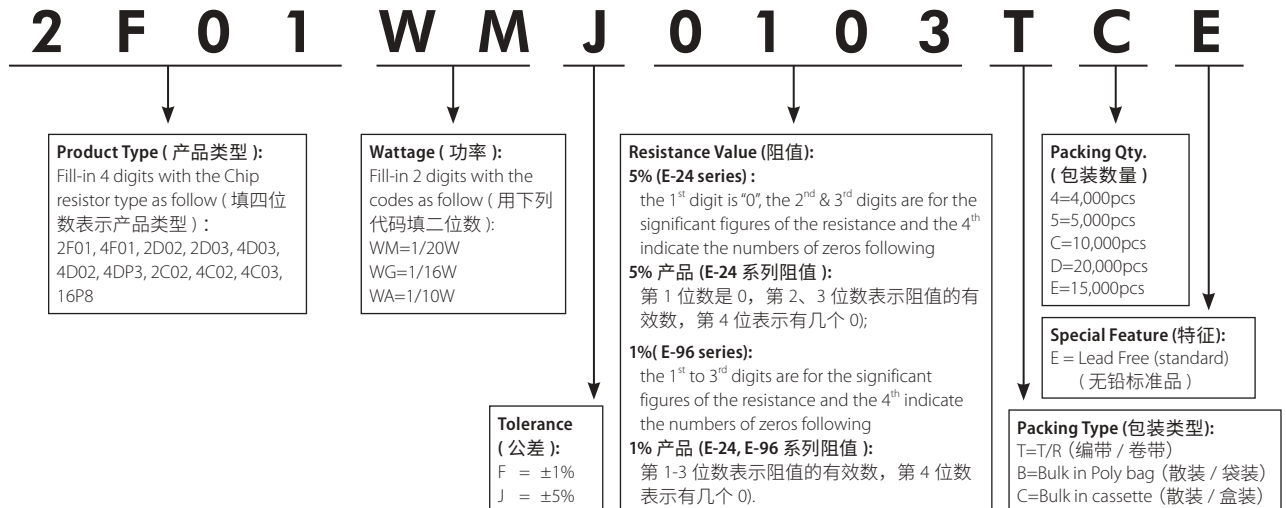 2 F 0 1 W M J 0 1 0 3 T C E
Product Type ( 产品类型 ):
Fill-in 4 digits with the Chip
resistor type as follow ( 填四位
数表示产品类型 ) :
2F01, 4F01, 2D02, 2D03, 4D03,
4D02, 4DP3, 2C02, 4C02, 4C03,
16P8
Wattage ( 功率 ):
Fill-in 2 digits with the
codes as follow ( 用下列
代码填二位数 ):
WM=1/20W
WG=1/16W
WA=1/10W
Tolerance
( 公差 ):
F = ±1%
J = ±5%
Resistance Value (阻值):
5% (E-24 series) :
the 1st digit is “0”, the 2nd & 3rd digits are for the
significant figures of the resistance and the 4th
indicate the numbers of zeros following
5% 产品 (E-24 系列阻值 ):
第 1 位数是 0，第 2、3 位数表示阻值的有
效数，第 4 位表示有几个 0);
1%( E-96 series):
the 1st to 3rd digits are for the significant
figures of the resistance and the 4th indicate
the numbers of zeros following
1% 产品 (E-24, E-96 系列阻值 ):
第 1-3 位数表示阻值的有效数，第 4 位数
表示有几个 0).
Packing Qty.
( 包装数量 )
4=4,000pcs
5=5,000pcs
C=10,000pcs
D=20,000pcs
E=15,000pcs
Special Feature (特征):
E = Lead Free (standard)
( 无铅标准品 )
Packing Type (包装类型):
T=T/R（编带 / 卷带）
B=Bulk in Poly bag（散装 / 袋装）
C=Bulk in cassette（散装 / 盒装）